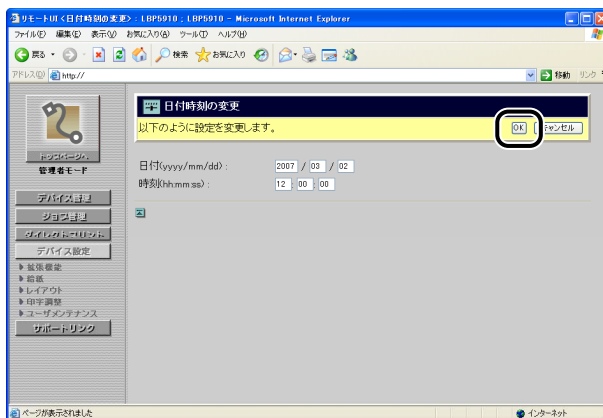 リモートUI <日付時刻の変更> : LBP5910 ; LBP5910 - Microsoft Internet Explorer
ファイル(F) 編集(E) 表示(V) お気に入り(A) ツール(T) ヘルプ(H)
戻る 検索 お気に入り
アドレス(D) http:// 移動 リンク
日付時刻の変更
以下のように設定を変更します。 OK キャンセル
トップページへ
管理者モード
日付(yyyy/mm/dd) : 2007 / 03 / 02
時刻(hh:mm:ss) : 12 : 00 : 00
デバイス管理
ジョブ管理
ダイレクトプリント
デバイス設定
拡張機能
給紙
レイアウト
印字調整
ユーザメンテナンス
サポートリンク
ページが表示されました インターネット